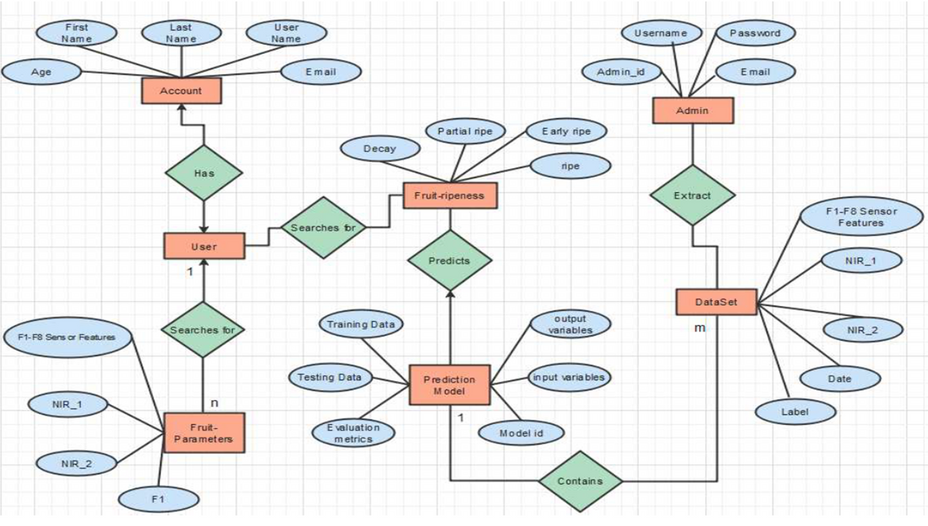 First
Name
Last
Name
User
Name
Age
Email
Account
Has
User
1
Searches for
n
Fruit-
Parameters
F1-F8 Sensor Features
NIR_1
NIR_2
F1
Searches for
Decay
Partial ripe
Early ripe
ripe
Fruit-ripeness
Predicts
Training Data
Testing Data
Evaluation
metrics
output
variables
input variables
Model id
Prediction
Model
1
Contains
Username
Password
Admin_id
Email
Admin
Extract
DataSet
m
F1-F8 Sensor
Features
NIR_1
NIR_2
Date
Label